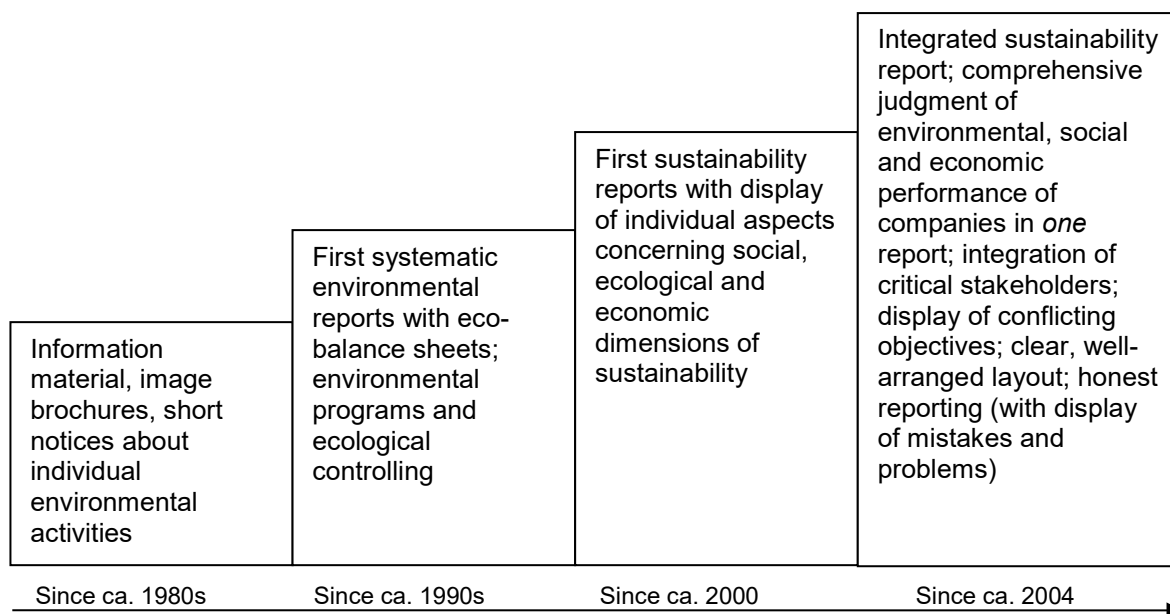 Information
material, image
brochures, short
notices about
individual
environmental
activities
First systematic
environmental
reports with eco-
balance sheets;
environmental
programs and
ecological
controlling
First sustainability
reports with display
of individual aspects
concerning social,
ecological and
economic
dimensions of
sustainability
Integrated sustainability
report; comprehensive
judgment of
environmental, social
and economic
performance of
companies in one
report; integration of
critical stakeholders;
display of conflicting
objectives; clear, well-
arranged layout; honest
reporting (with display
of mistakes and
problems)
Since ca. 1980s
Since ca. 1990s
Since ca. 2000
Since ca. 2004